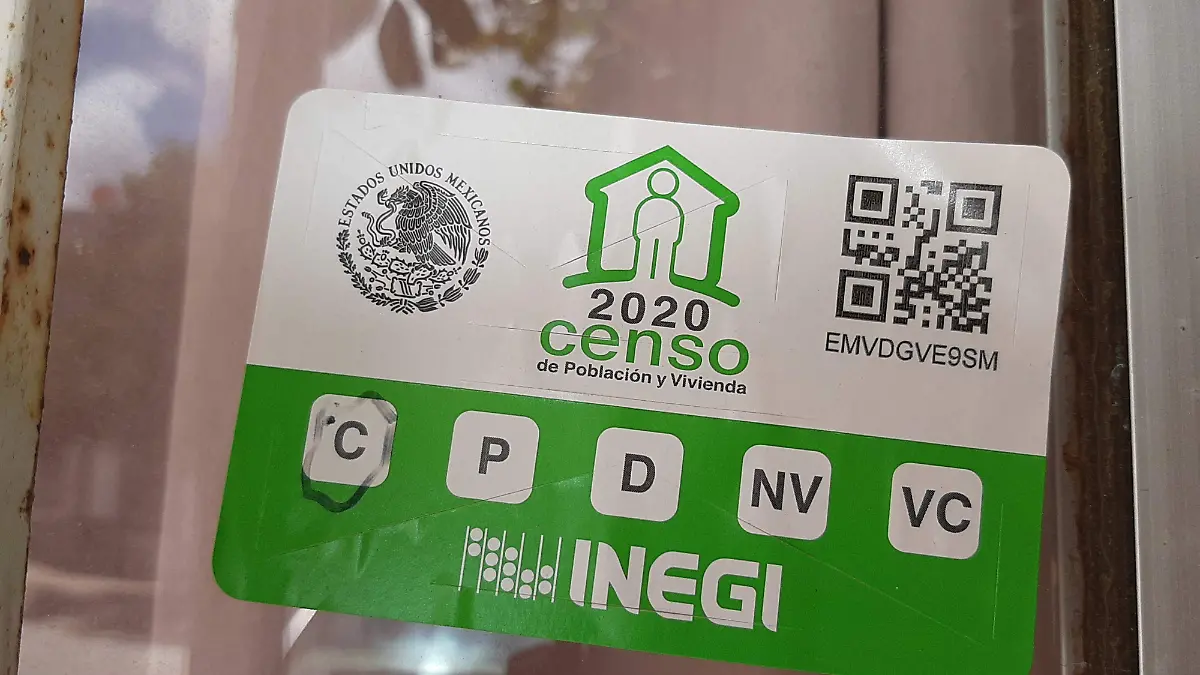 ESTADOS UNIDOS MEXICANOS
2020
censo
de Población y Vivienda
EMVDGVE9SM
C P D NV VC
INEGI